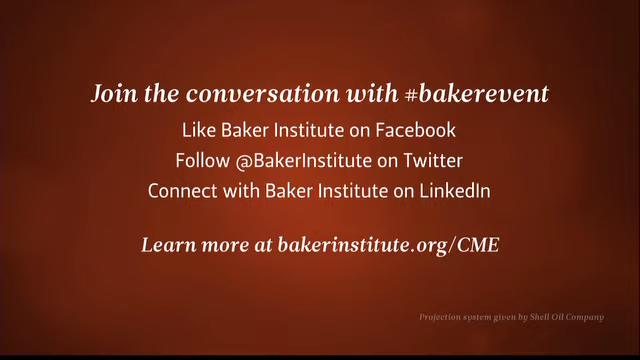 Join the conversation with #bakerevent
Like Baker Institute on Facebook
Follow @BakerInstitute on Twitter
Connect with Baker Institute on LinkedIn
Learn more at bakerinstitute.org/CME
Projection system given by Shell Oil Company